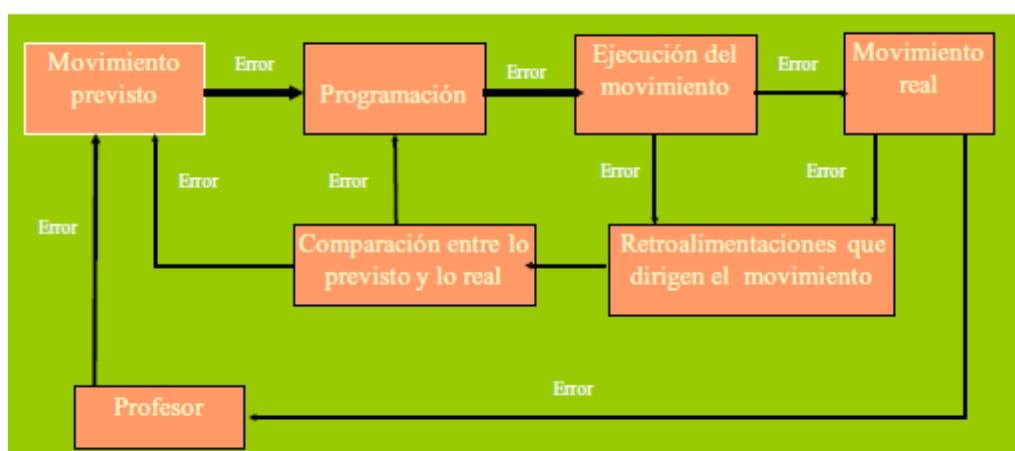 Movimiento
previsto
Error
Programación
Error
Ejecución del
movimiento
Error
Movimiento
real
Error
Error
Error
Error
Error
Comparación entre lo
previsto y lo real
Retroalimentaciones que
dirigen el movimiento
Error
Profesor